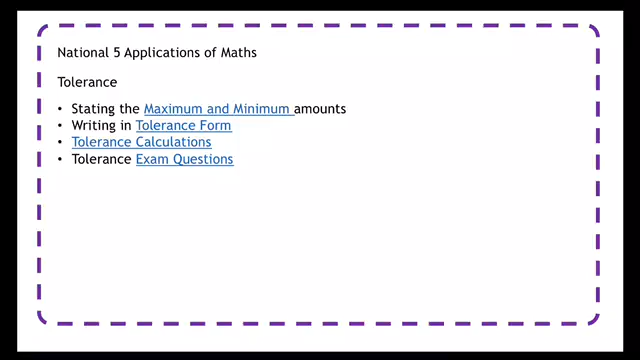 National 5 Applications of Maths
Tolerance
• Stating the Maximum and Minimum amounts
• Writing in Tolerance Form
• Tolerance Calculations
• Tolerance Exam Questions